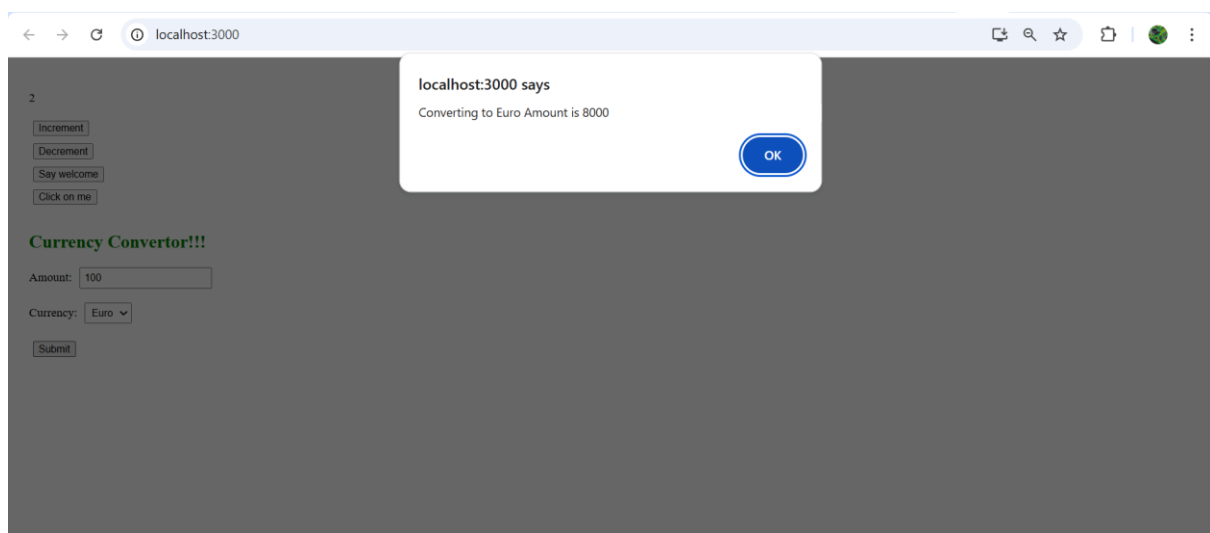 localhost:3000
localhost:3000 says
Converting to Euro Amount is 8000
OK
2
Increment
Decrement
Say welcome
Click on me
Currency Convertor!!!
Amount: 100
Currency: Euro
Submit